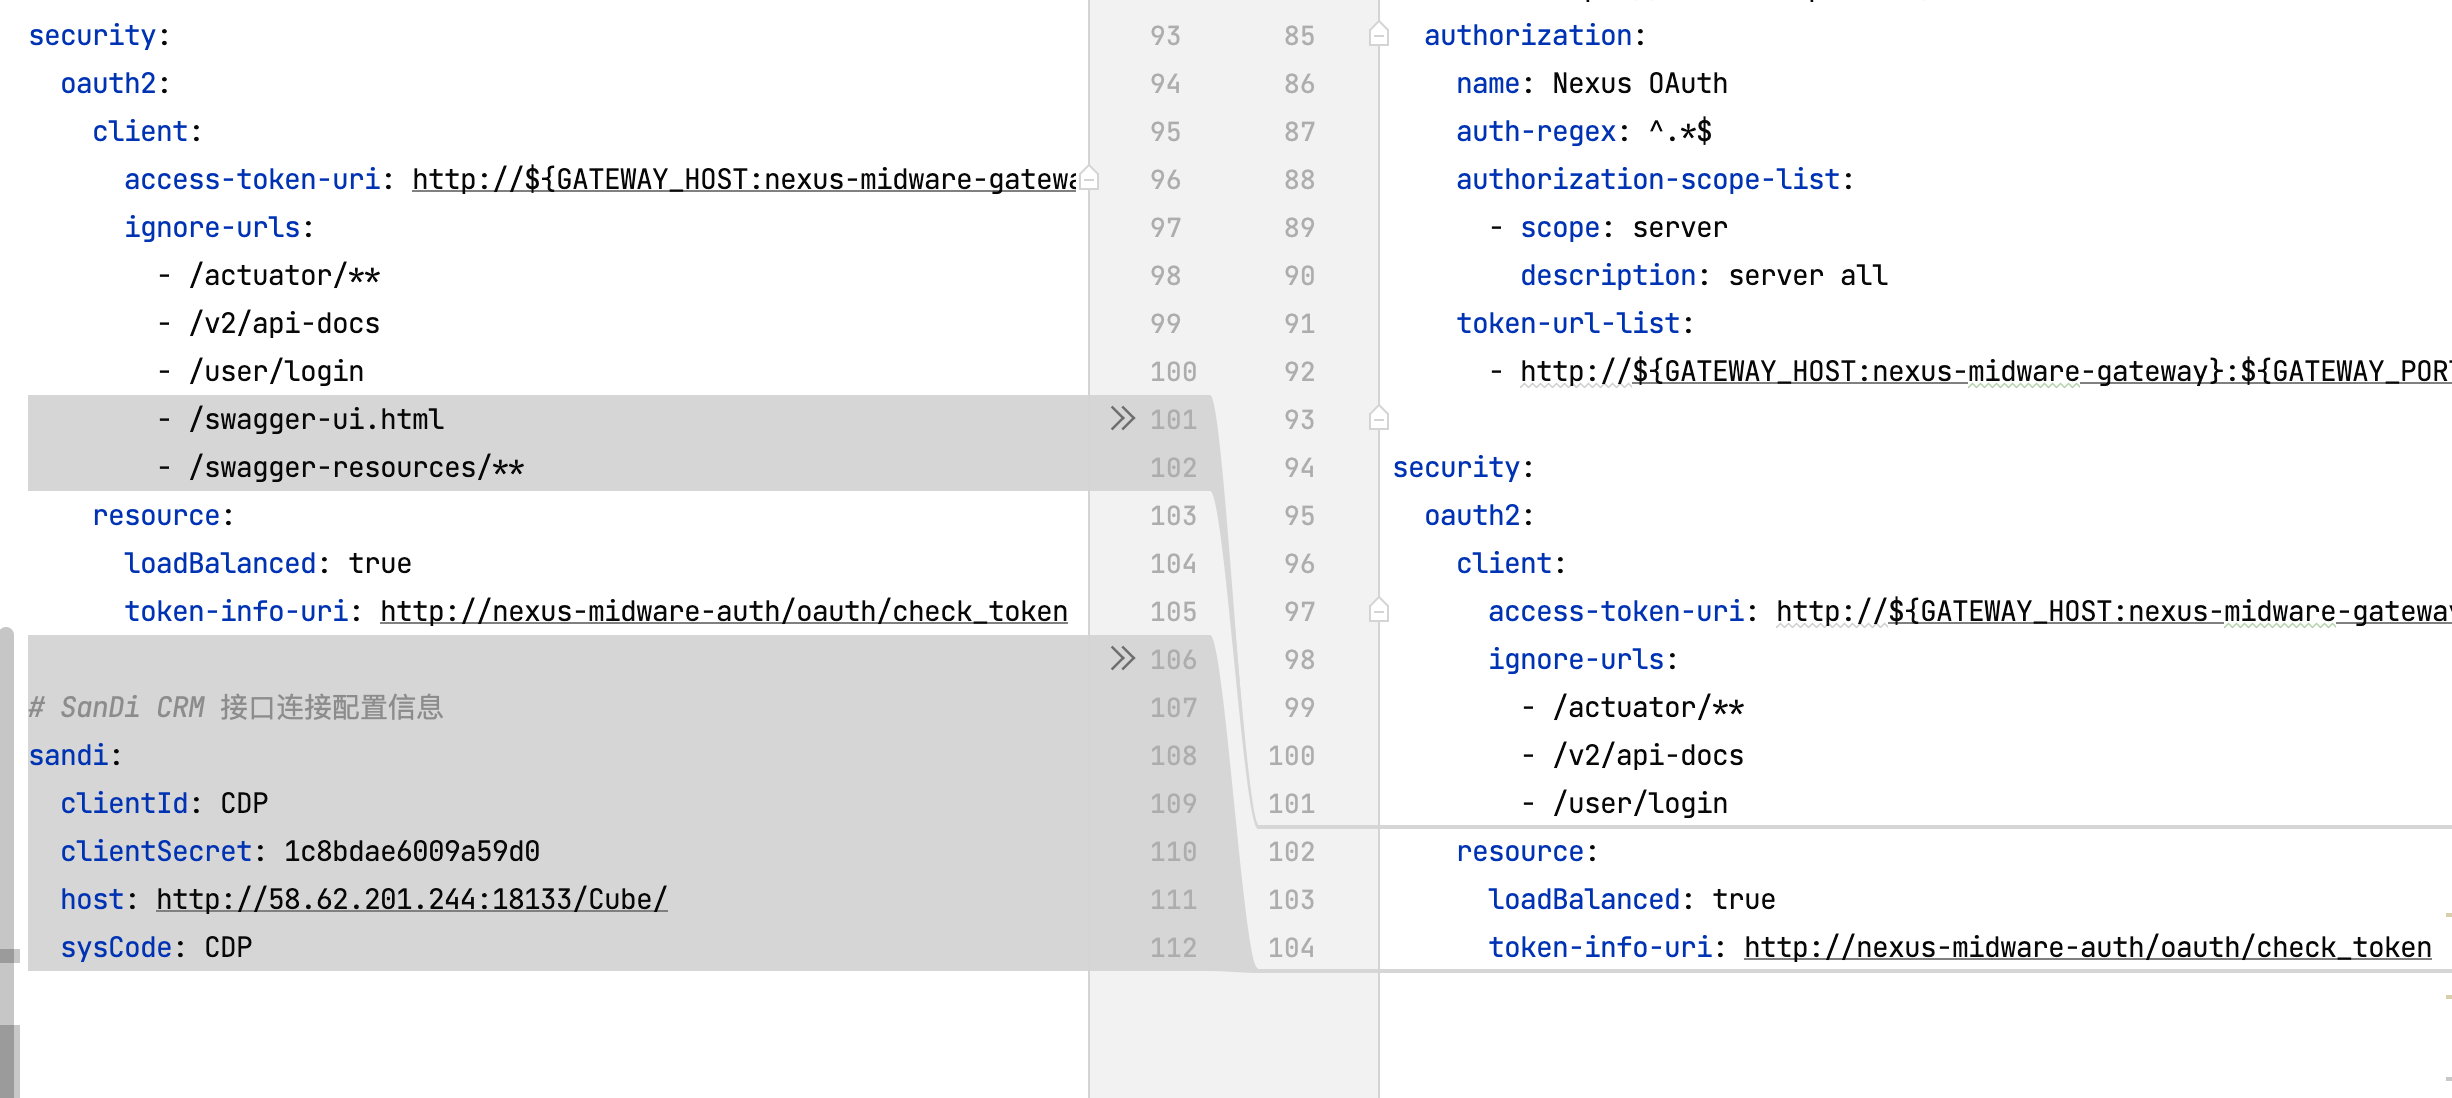 security:
oauth2:
client:
access-token-uri: http://${GATEWAY_HOST:nexus-midware-gatewa
ignore-urls:
- /actuator/**
- /v2/api-docs
- /user/login
- /swagger-ui.html
- /swagger-resources/**
resource:
loadBalanced: true
token-info-uri: http://nexus-midware-auth/oauth/check_token
# SanDi CRM 接口连接配置信息
sandi:
clientId: CDP
clientSecret: 1c8bdae6009a59d0
host: http://58.62.201.244:18133/Cube/
sysCode: CDP
93
94
95
96
97
98
99
100
101
102
103
104
105
106
107
108
109
110
111
112
85
86
87
88
89
90
91
92
93
94
95
96
97
98
99
100
101
102
103
104
authorization:
name: Nexus OAuth
auth-regex: ^.*$
authorization-scope-list:
- scope: server
description: server all
token-url-list:
- http://${GATEWAY_HOST:nexus-midware-gateway}:${GATEWAY_POR
security:
oauth2:
client:
access-token-uri: http://${GATEWAY_HOST:nexus-midware-gateway
ignore-urls:
- /actuator/**
- /v2/api-docs
- /user/login
resource:
loadBalanced: true
token-info-uri: http://nexus-midware-auth/oauth/check_token